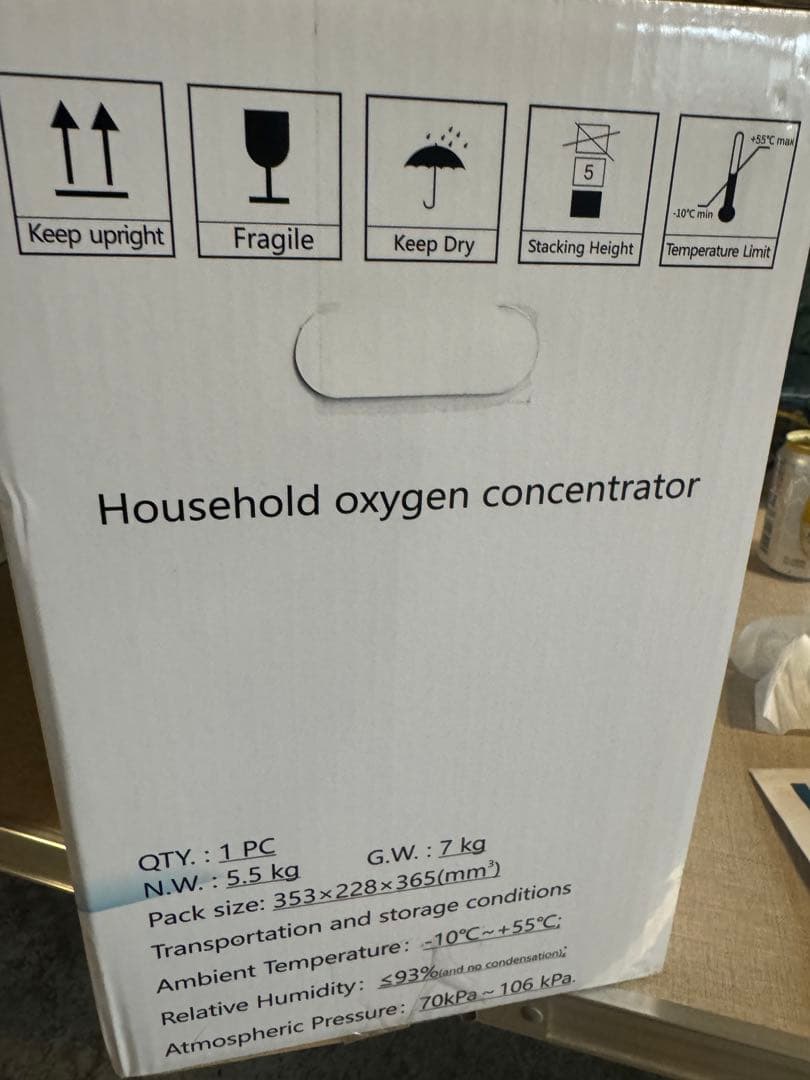 +55°C max
5
-10°C min
Keep upright
Fragile
Keep Dry
Stacking Height
Temperature Limit
Household oxygen concentrator
QTY. : 1 PC
N.W. : 5.5 kg G.W. : 7 kg
Pack size: 353×228×365(mm³)
Transportation and storage conditions
Ambient Temperature: -10°C~+55°C;
Relative Humidity: ≤93%(and no condensation);
Atmospheric Pressure: 70kPa ~ 106 kPa.